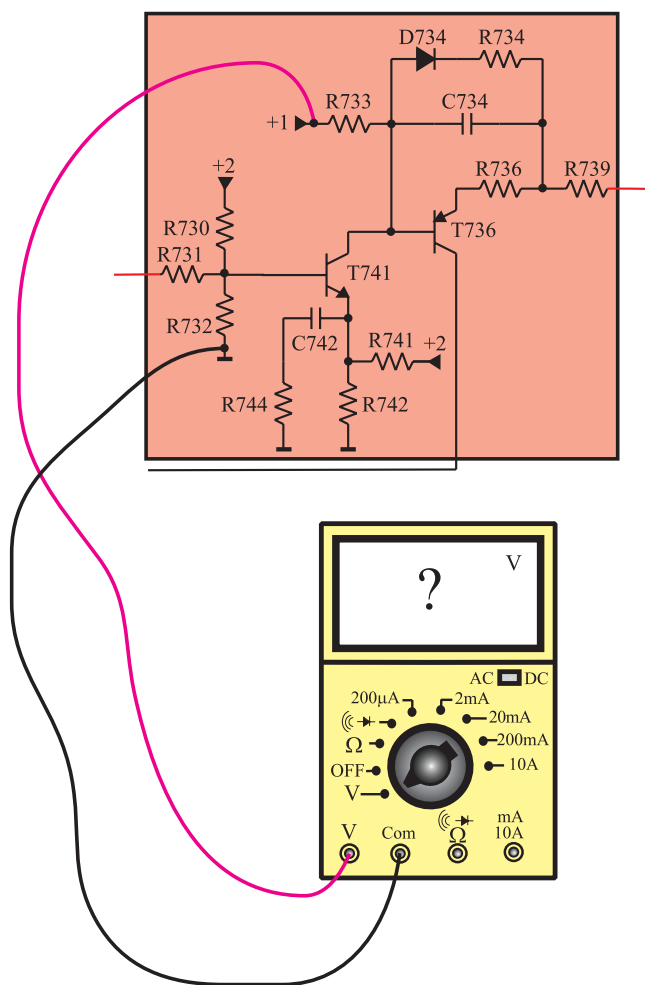 D734
R734
R733
C734
+1
+2
R736
R739
R730
R731
T736
T741
R732
C742
R741
+2
R744
R742
?
V
AC
DC
200µA
2mA
20mA
Ω
200mA
OFF
10A
V
V
Com
Ω
mA
10A